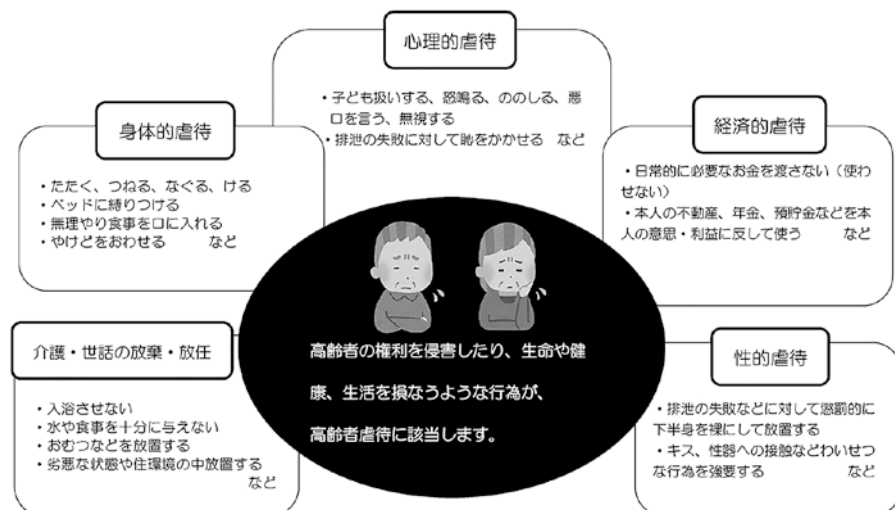 心理的虐待
・子ども扱いする、怒鳴る、ののしる、悪
口を言う、無視する
・排泄の失敗に対して恥をかかせる　など
身体的虐待
・たたく、つねる、なぐる、ける
・ベッドに縛りつける
・無理やり食事を口に入れる
・やけどをおわせる　　など
経済的虐待
・日常的に必要なお金を渡さない（使わ
せない）
・本人の不動産、年金、預貯金などを本
人の意思・利益に反して使う　　など
高齢者の権利を侵害したり、生命や健
康、生活を損なうような行為が、
高齢者虐待に該当します。
介護・世話の放棄・放任
・入浴させない
・水や食事を十分に与えない
・おむつなどを放置する
・劣悪な状態や住環境の中放置する
など
性的虐待
・排泄の失敗などに対して懲罰的に
下半身を裸にして放置する
・キス、性器への接触などわいせつ
な行為を強要する　　など